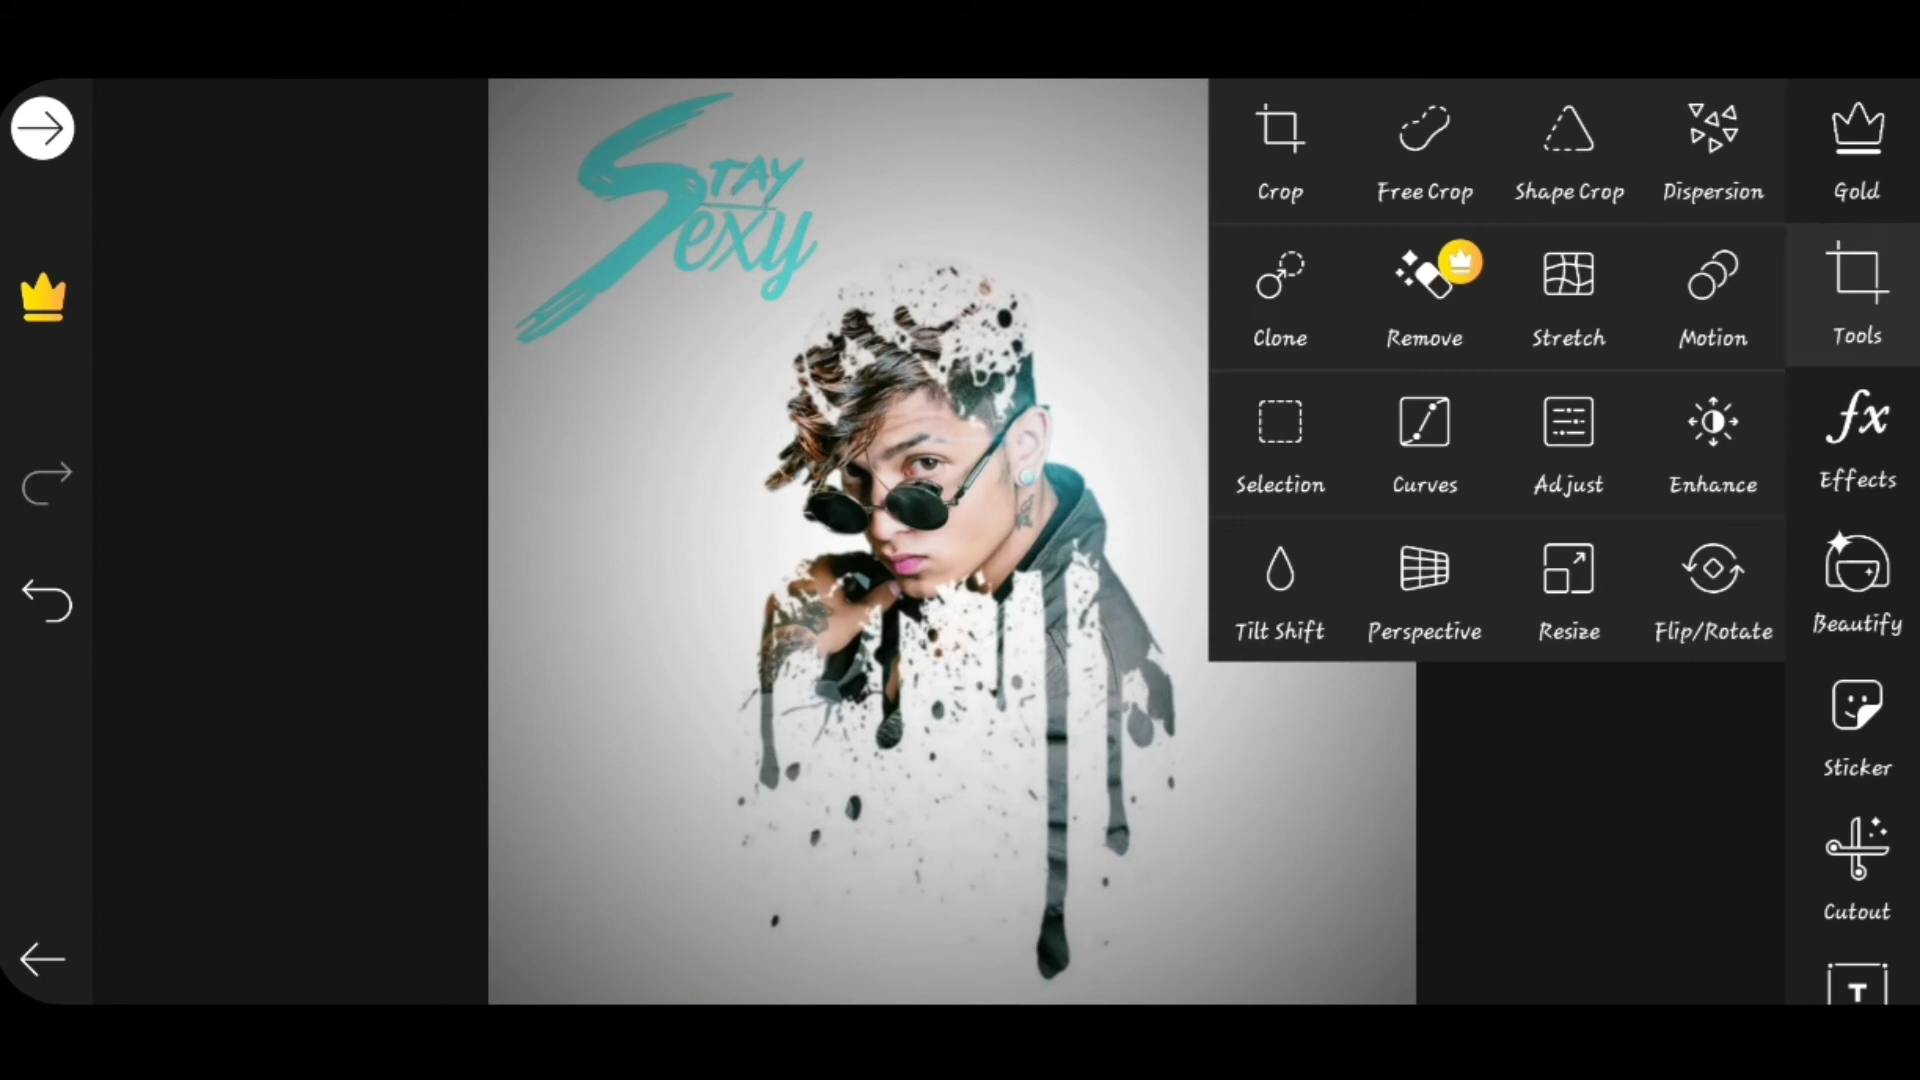 STAY
Sexy
Crop
Free Crop
Shape Crop
Dispersion
Gold
Clone
Remove
Stretch
Motion
Tools
Selection
Curves
Adjust
Enhance
fx
Effects
Tilt Shift
Perspective
Resize
Flip/Rotate
Beautify
Sticker
Cutout
T